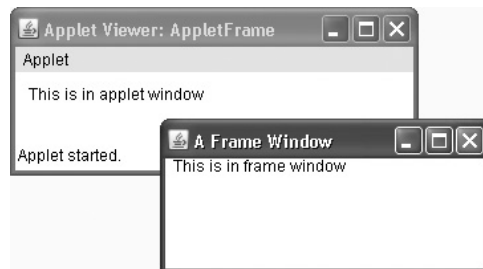 Applet Viewer: AppletFrame
Applet
This is in applet window
Applet started.
A Frame Window
This is in frame window